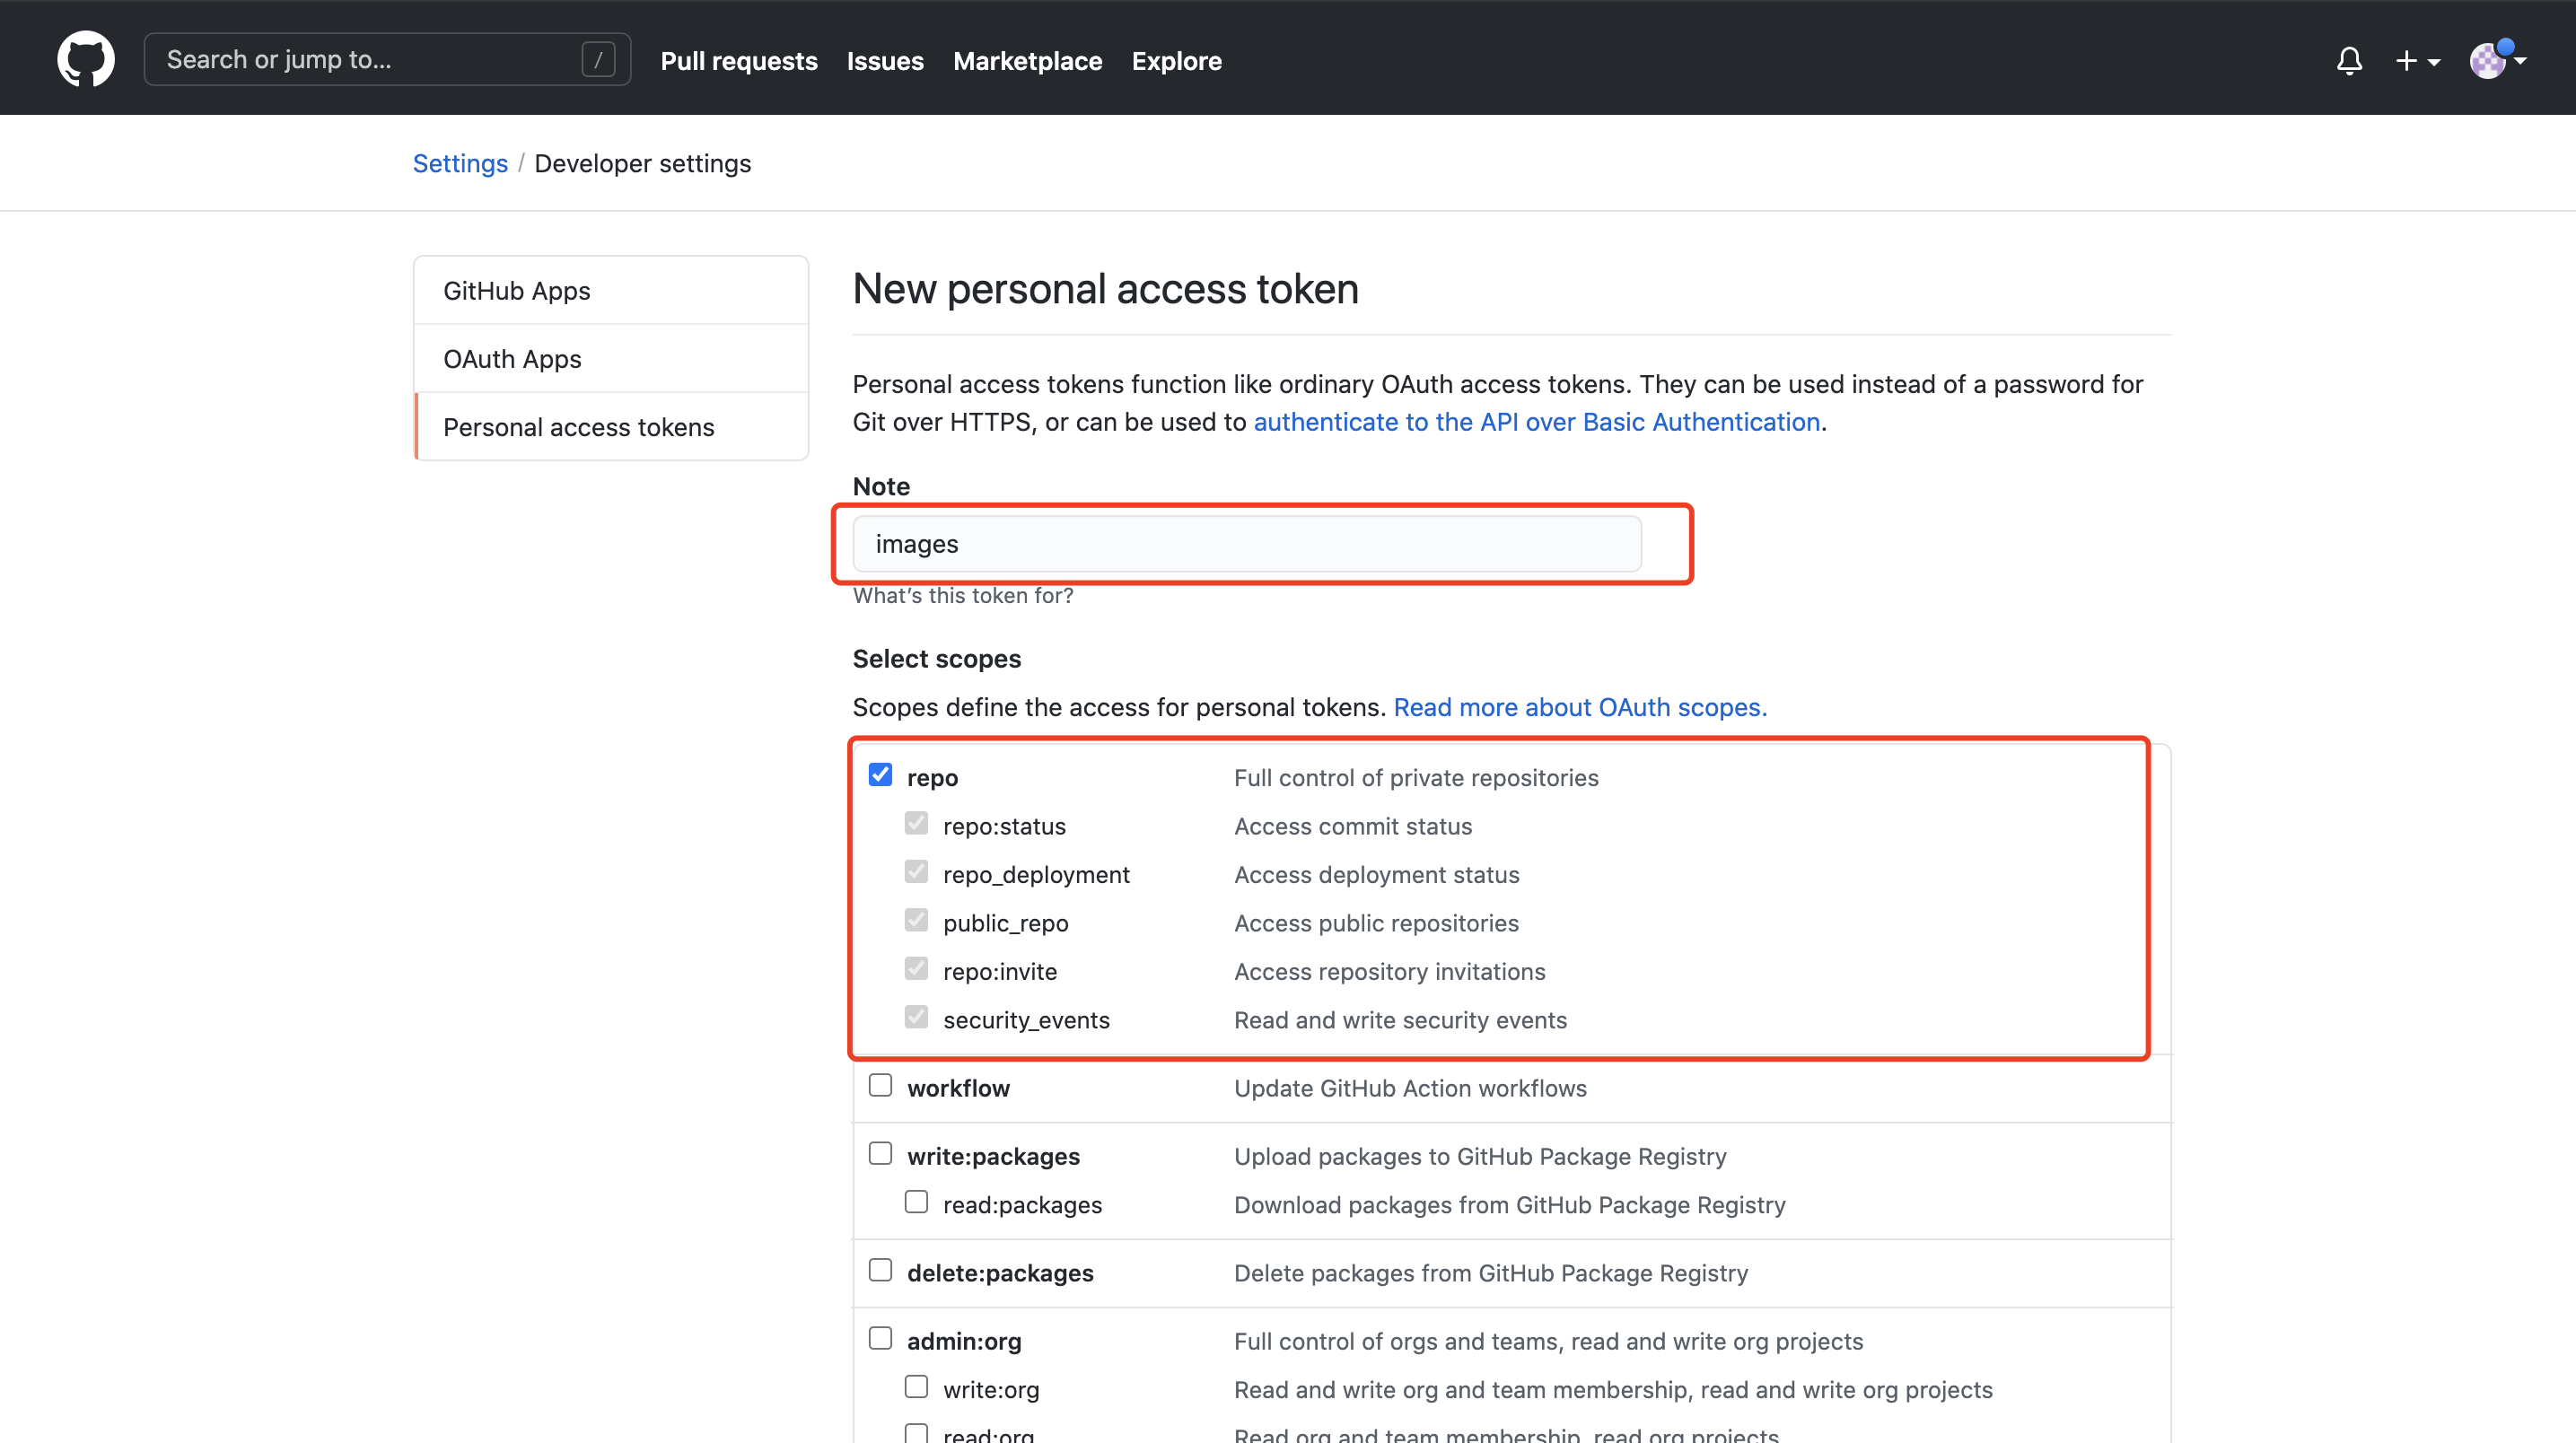 Search or jump to... /
Pull requests Issues Marketplace Explore
Settings / Developer settings
GitHub Apps
OAuth Apps
Personal access tokens
New personal access token
Personal access tokens function like ordinary OAuth access tokens. They can be used instead of a password for
Git over HTTPS, or can be used to authenticate to the API over Basic Authentication.
Note
images
What's this token for?
Select scopes
Scopes define the access for personal tokens. Read more about OAuth scopes.
repo Full control of private repositories
repo:status Access commit status
repo_deployment Access deployment status
public_repo Access public repositories
repo:invite Access repository invitations
security_events Read and write security events
workflow Update GitHub Action workflows
write:packages Upload packages to GitHub Package Registry
read:packages Download packages from GitHub Package Registry
delete:packages Delete packages from GitHub Package Registry
admin:org Full control of orgs and teams, read and write org projects
write:org Read and write org and team membership, read and write org projects
read:org Read org and team membership, read org projects